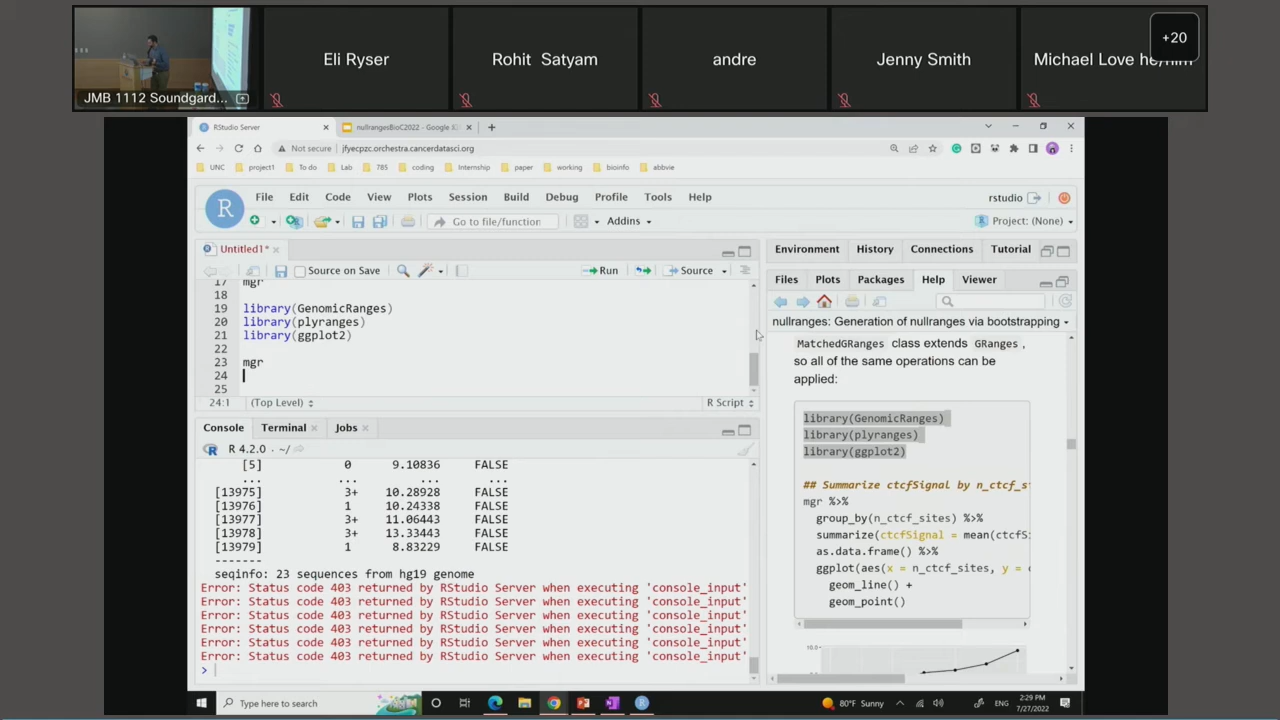 +20
Eli Ryser
Rohit Satyam
andre
Jenny Smith
Michael Love he/him
JMB 1112 Soundgard...
RStudio Server
nullrangesBioC2022 - Google
Not secure
jfyecpzc.orchestra.cancerdatasci.org
UNC
project1
To do
Lab
785
coding
Internship
paper
working
bioinfo
abbvie
File Edit Code View Plots Session Build Debug Profile Tools Help
rstudio
R
Go to file/function
Addins
Project: (None)
Untitled1*
Source on Save
Run
Source
17 mgr
18
19 library(GenomicRanges)
20 library(plyranges)
21 library(ggplot2)
22
23 mgr
24
25
24:1 (Top Level) R Script
Console Terminal Jobs
R 4.2.0 · ~/
[5] 0 9.10836 FALSE
... ... ... ...
[13975] 3+ 10.28928 FALSE
[13976] 1 10.24338 FALSE
[13977] 3+ 11.06443 FALSE
[13978] 3+ 13.33443 FALSE
[13979] 1 8.83229 FALSE
-------
seqinfo: 23 sequences from hg19 genome
Error: Status code 403 returned by RStudio Server when executing 'console_input'
Error: Status code 403 returned by RStudio Server when executing 'console_input'
Error: Status code 403 returned by RStudio Server when executing 'console_input'
Error: Status code 403 returned by RStudio Server when executing 'console_input'
Error: Status code 403 returned by RStudio Server when executing 'console_input'
Error: Status code 403 returned by RStudio Server when executing 'console_input'
>
Environment History Connections Tutorial
Files Plots Packages Help Viewer
nullranges: Generation of nullranges via bootstrapping
MatchedGRanges class extends GRanges ,
so all of the same operations can be
applied:
library(GenomicRanges)
library(plyranges)
library(ggplot2)
## Summarize ctcfSignal by n_ctcf_s
mgr %>%
group_by(n_ctcf_sites) %>%
summarize(ctcfSignal = mean(ctcfS
as.data.frame() %>%
ggplot(aes(x = n_ctcf_sites, y =
geom_line() +
geom_point()
10.0
Type here to search
80°F Sunny
ENG
2:29 PM
7/27/2022